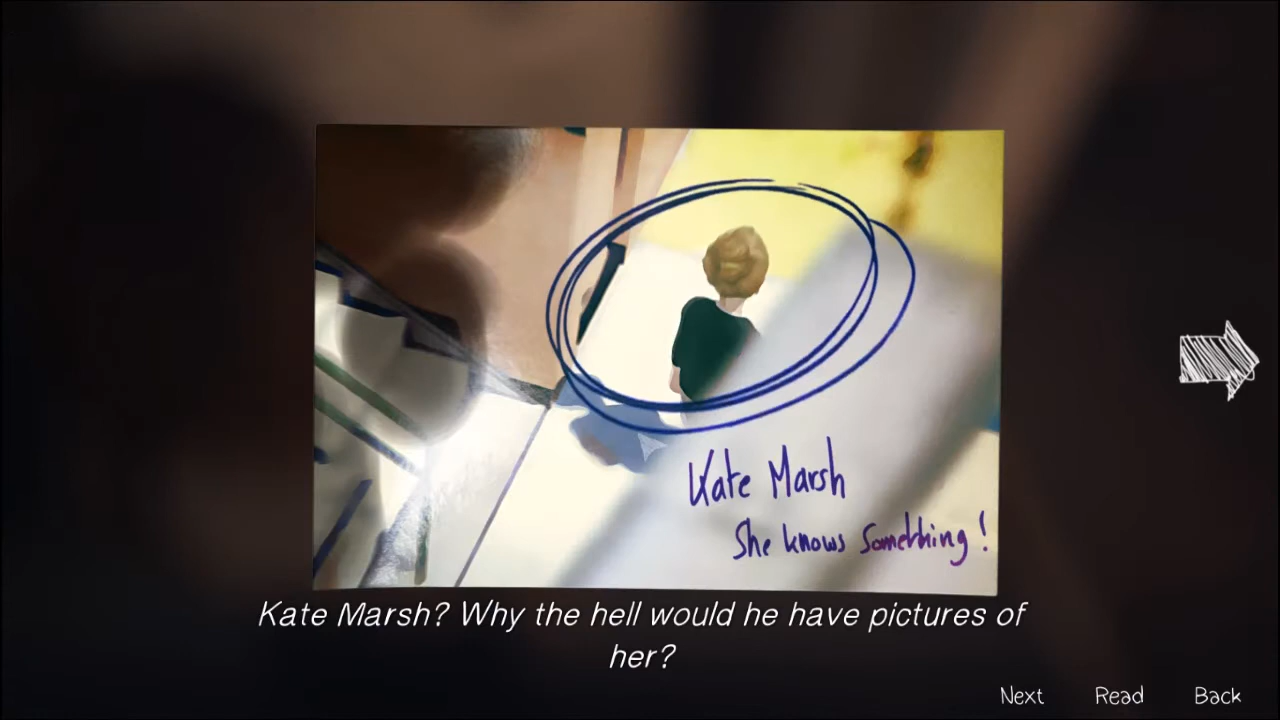 Kate Marsh
She knows something!
Kate Marsh? Why the hell would he have pictures of
her?
Next Read Back